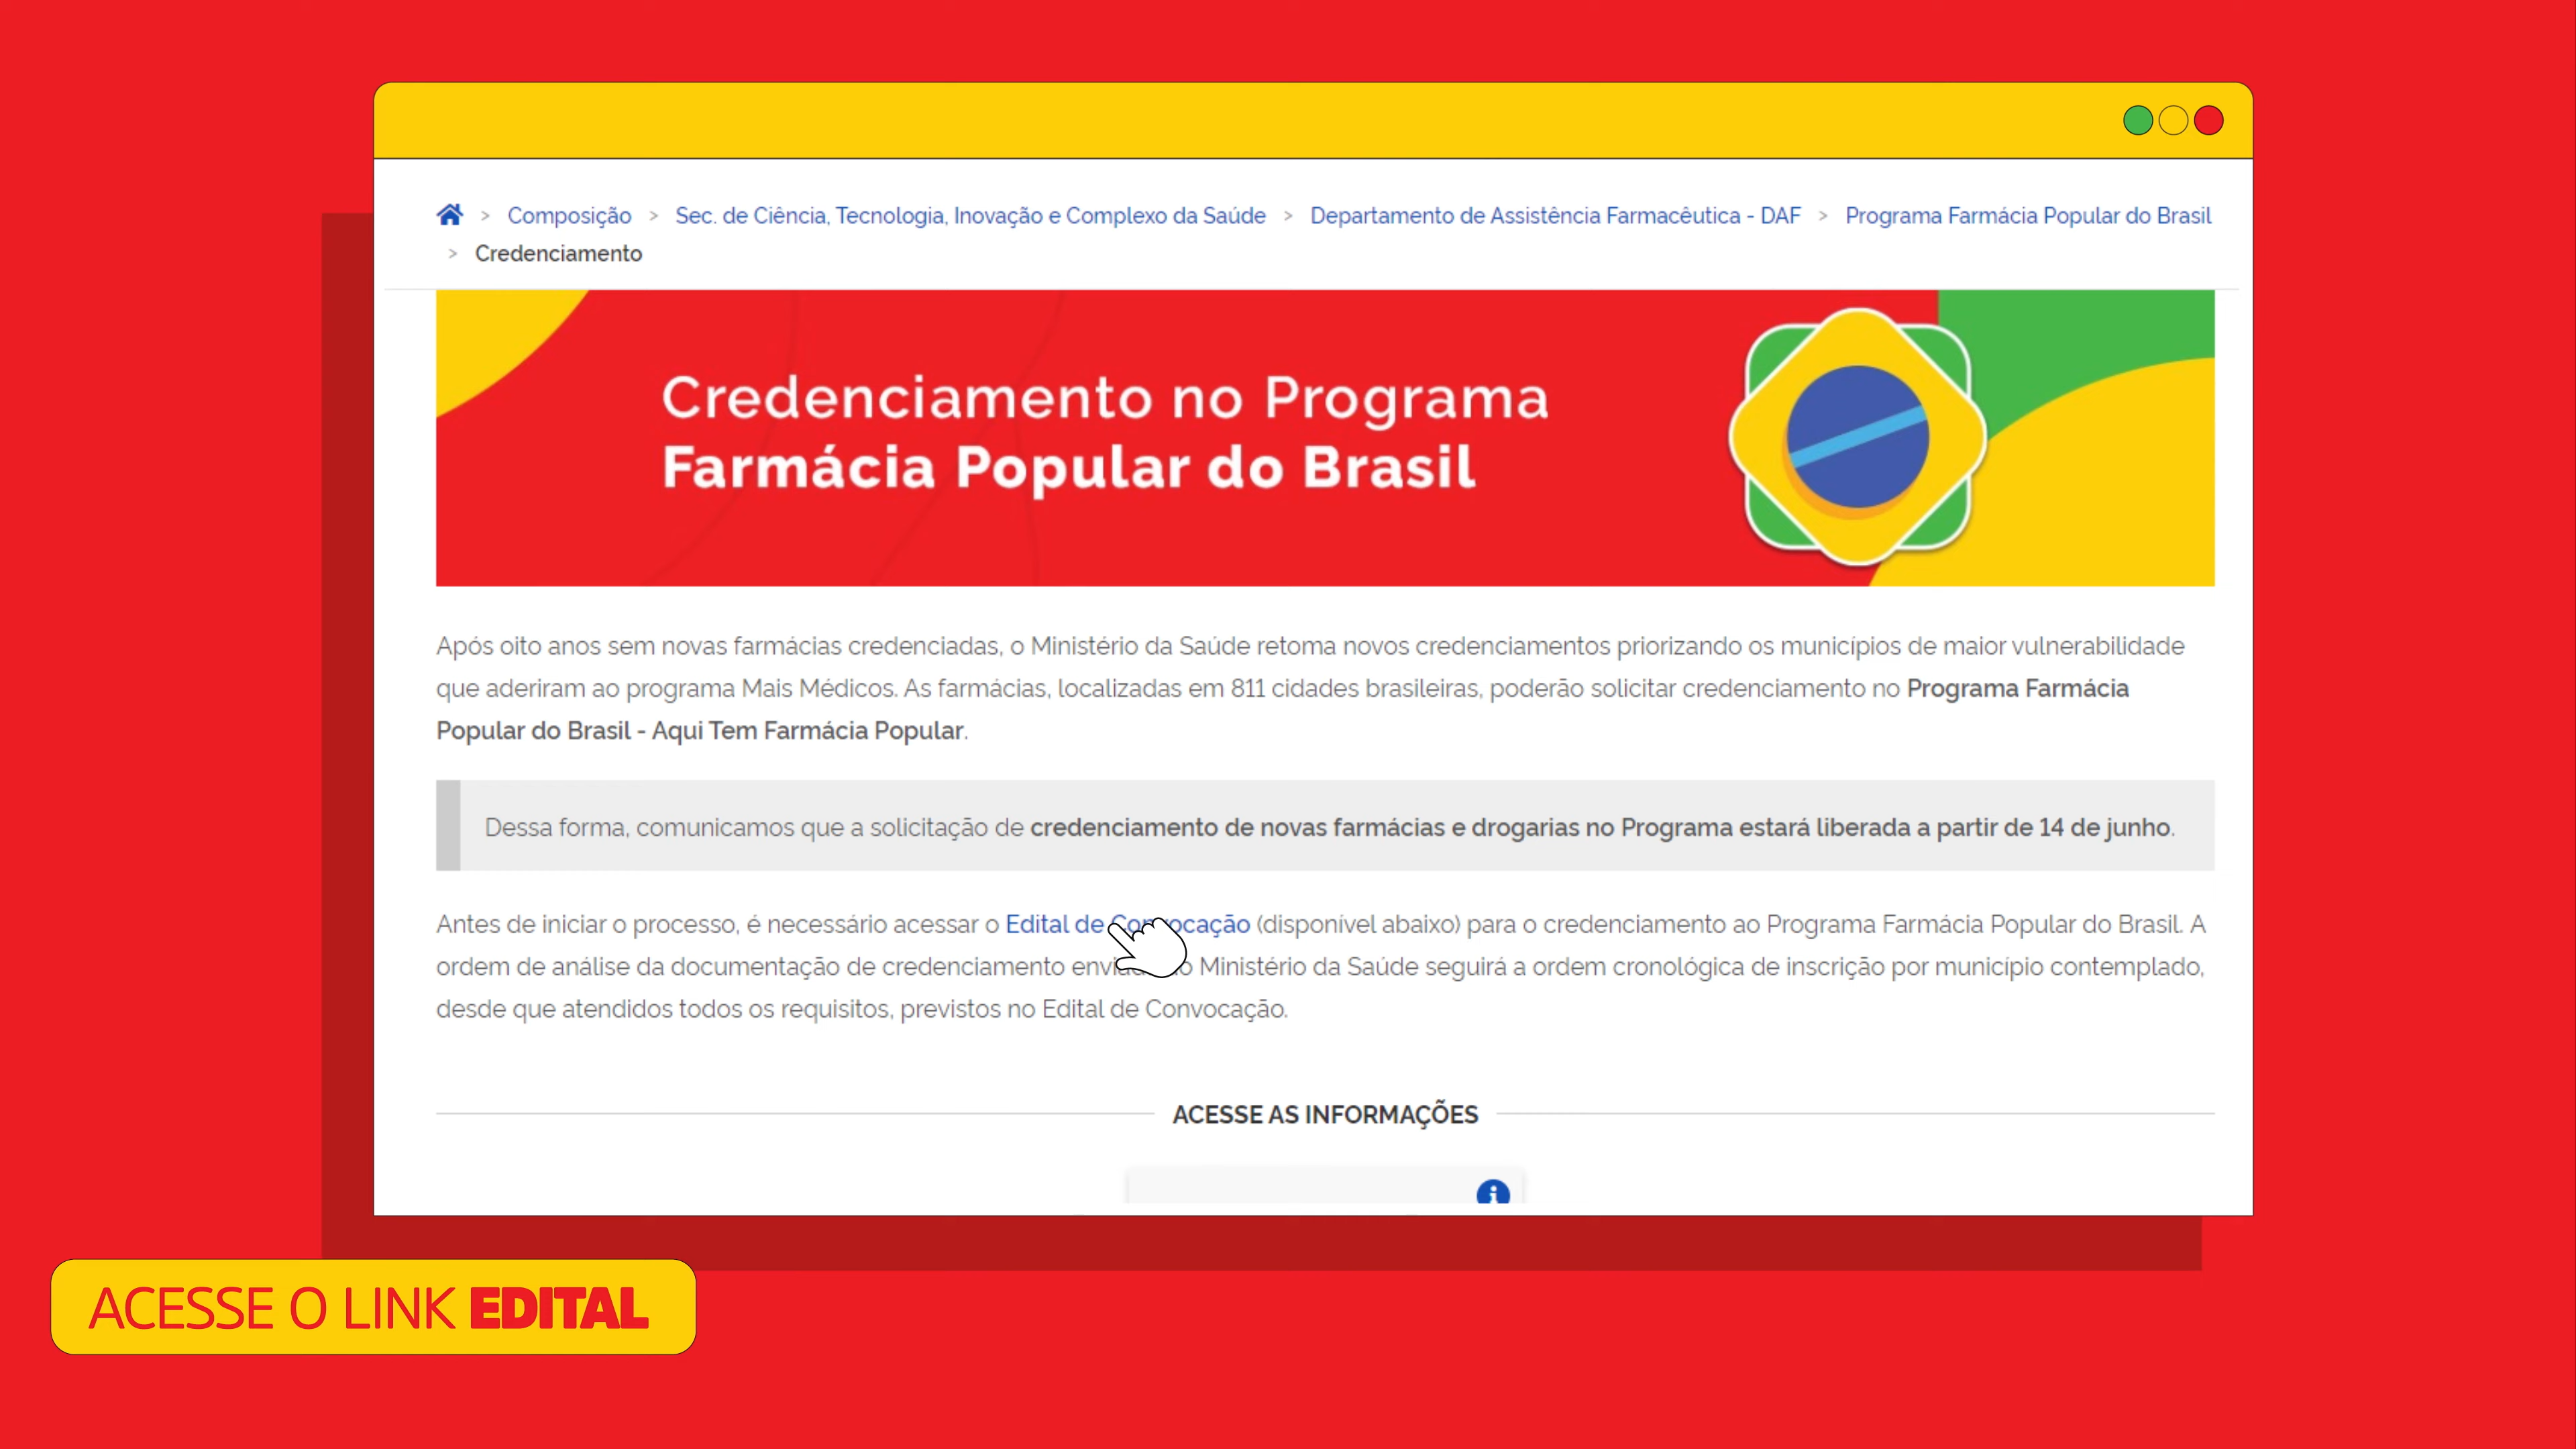 > Composição > Sec. de Ciência, Tecnologia, Inovação e Complexo da Saúde > Departamento de Assistência Farmacêutica - DAF > Programa Farmácia Popular do Brasil
> Credenciamento
Credenciamento no Programa
Farmácia Popular do Brasil
Após oito anos sem novas farmácias credenciadas, o Ministério da Saúde retoma novos credenciamentos priorizando os municípios de maior vulnerabilidade
que aderiram ao programa Mais Médicos. As farmácias, localizadas em 811 cidades brasileiras, poderão solicitar credenciamento no Programa Farmácia
Popular do Brasil - Aqui Tem Farmácia Popular.
Dessa forma, comunicamos que a solicitação de credenciamento de novas farmácias e drogarias no Programa estará liberada a partir de 14 de junho.
Antes de iniciar o processo, é necessário acessar o Edital de Convocação (disponível abaixo) para o credenciamento ao Programa Farmácia Popular do Brasil. A
ordem de análise da documentação de credenciamento Ministério da Saúde seguirá a ordem cronológica de inscrição por município contemplado,
desde que atendidos todos os requisitos, previstos no Edital de Convocação.
ACESSE AS INFORMAÇÕES
ACESSE O LINK EDITAL